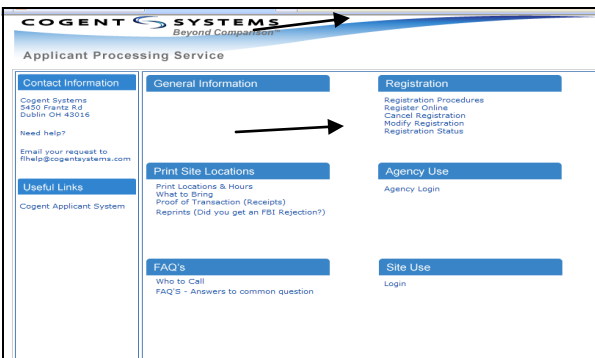 COGENT SYSTEMS
Beyond Comparison™
Applicant Processing Service
Contact Information
Cogent Systems
5450 Frantz Rd
Dublin OH 43016
Need help?
Email your request to
flhelp@cogentsystems.com
Useful Links
Cogent Applicant System
General Information
Print Site Locations
Print Locations & Hours
What to Bring
Proof of Transaction (Receipts)
Reprints (Did you get an FBI Rejection?)
FAQ's
Who to Call
FAQ'S - Answers to common question
Registration
Registration Procedures
Register Online
Cancel Registration
Modify Registration
Registration Status
Agency Use
Agency Login
Site Use
Login